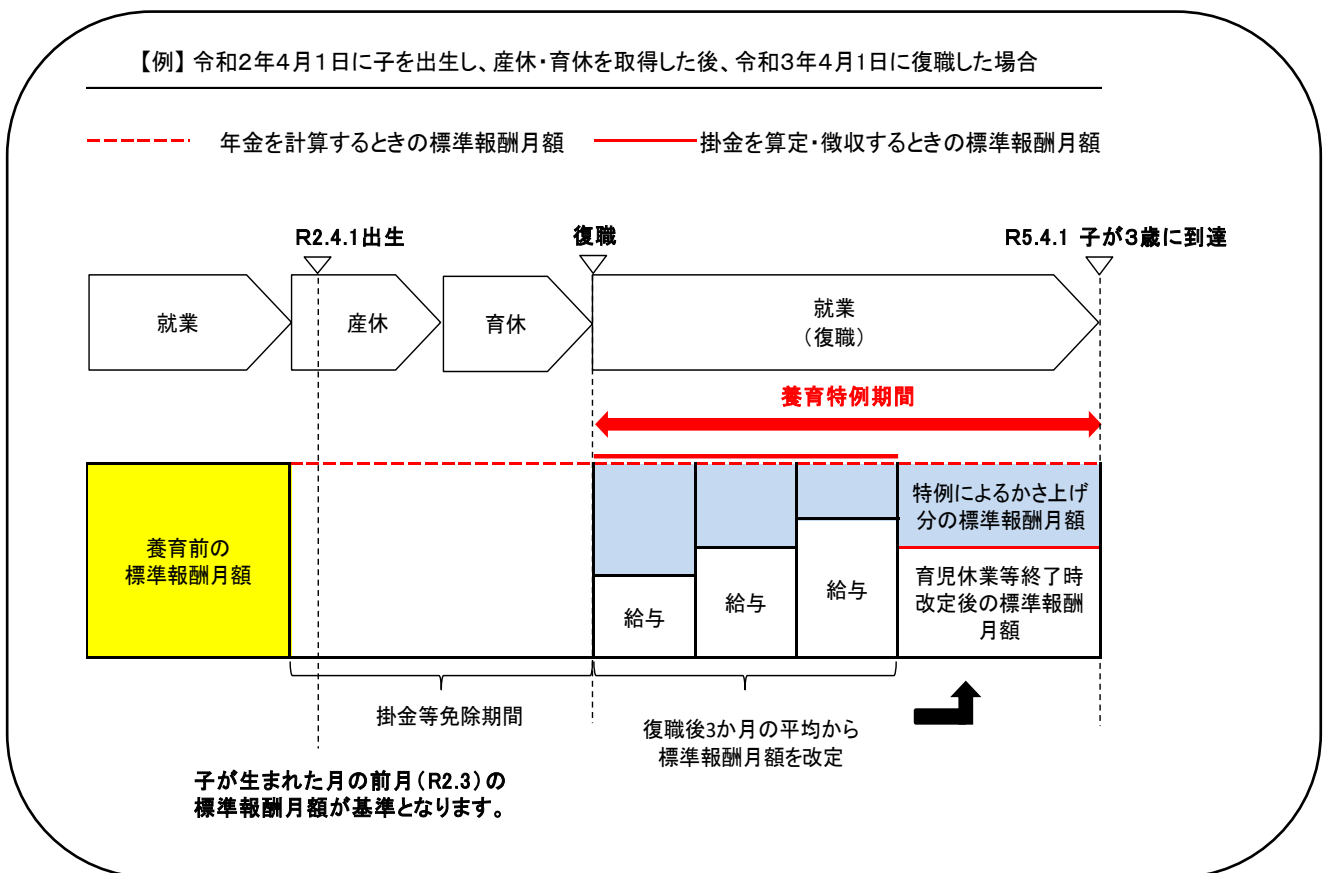 【例】 令和２年４月１日に子を出生し、産休・育休を取得した後、令和３年４月1日に復職した場合
年金を計算するときの標準報酬月額
掛金を算定・徴収するときの標準報酬月額
R2.4.1出生
復職
R5.4.1 子が３歳に到達
就業
産休
育休
就業
（復職）
養育特例期間
養育前の
標準報酬月額
給与
給与
給与
特例によるかさ上げ
分の標準報酬月額
育児休業等終了時
改定後の標準報酬
月額
掛金等免除期間
復職後3か月の平均から
標準報酬月額を改定
子が生まれた月の前月（R2.3）の
標準報酬月額が基準となります。